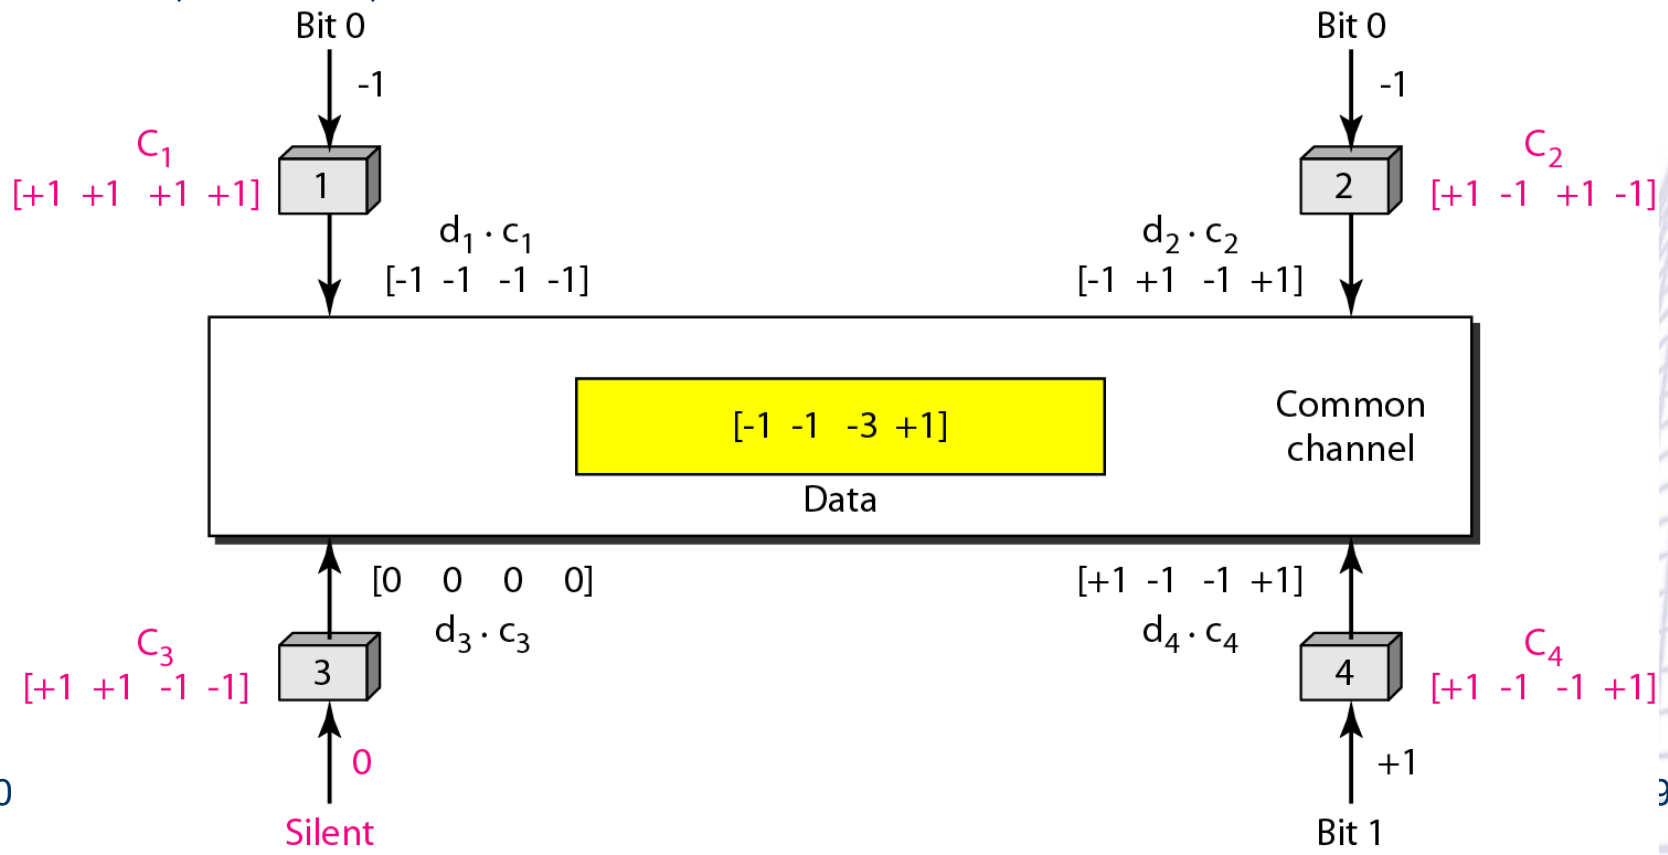 Bit 0
Bit 0
-1
-1
C1
C2
[+1 +1 +1 +1]
1
2
[+1 -1 +1 -1]
d1 . c1
d2 . c2
[-1 -1 -1 -1]
[-1 +1 -1 +1]
[-1 -1 -3 +1]
Common
channel
Data
[0 0 0 0]
[+1 -1 -1 +1]
d3 . c3
d4 . c4
C3
C4
[+1 +1 -1 -1]
3
4
[+1 -1 -1 +1]
0
+1
0
9
Silent
Bit 1